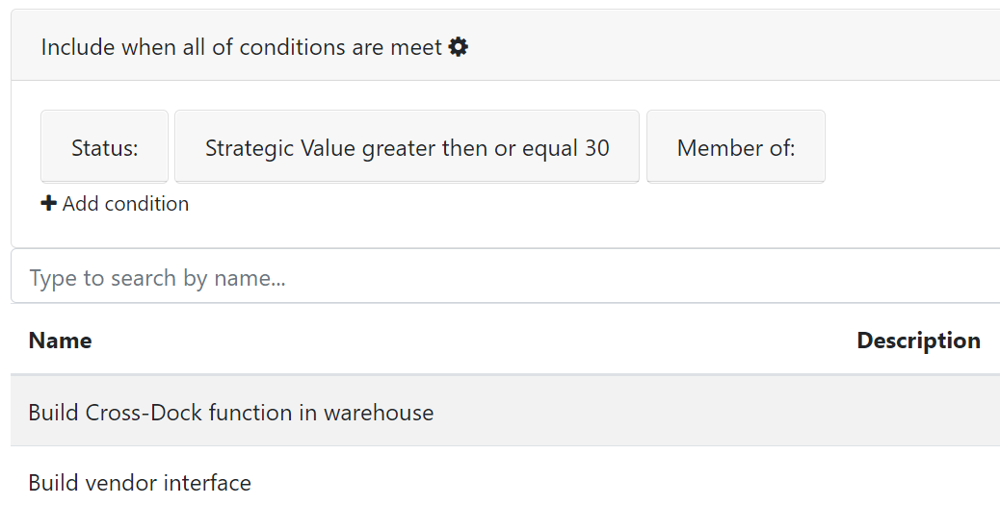 Include when all of conditions are meet
Status:
Strategic Value greater then or equal 30
Member of:
Add condition
Type to search by name...
Name
Description
Build Cross-Dock function in warehouse
Build vendor interface